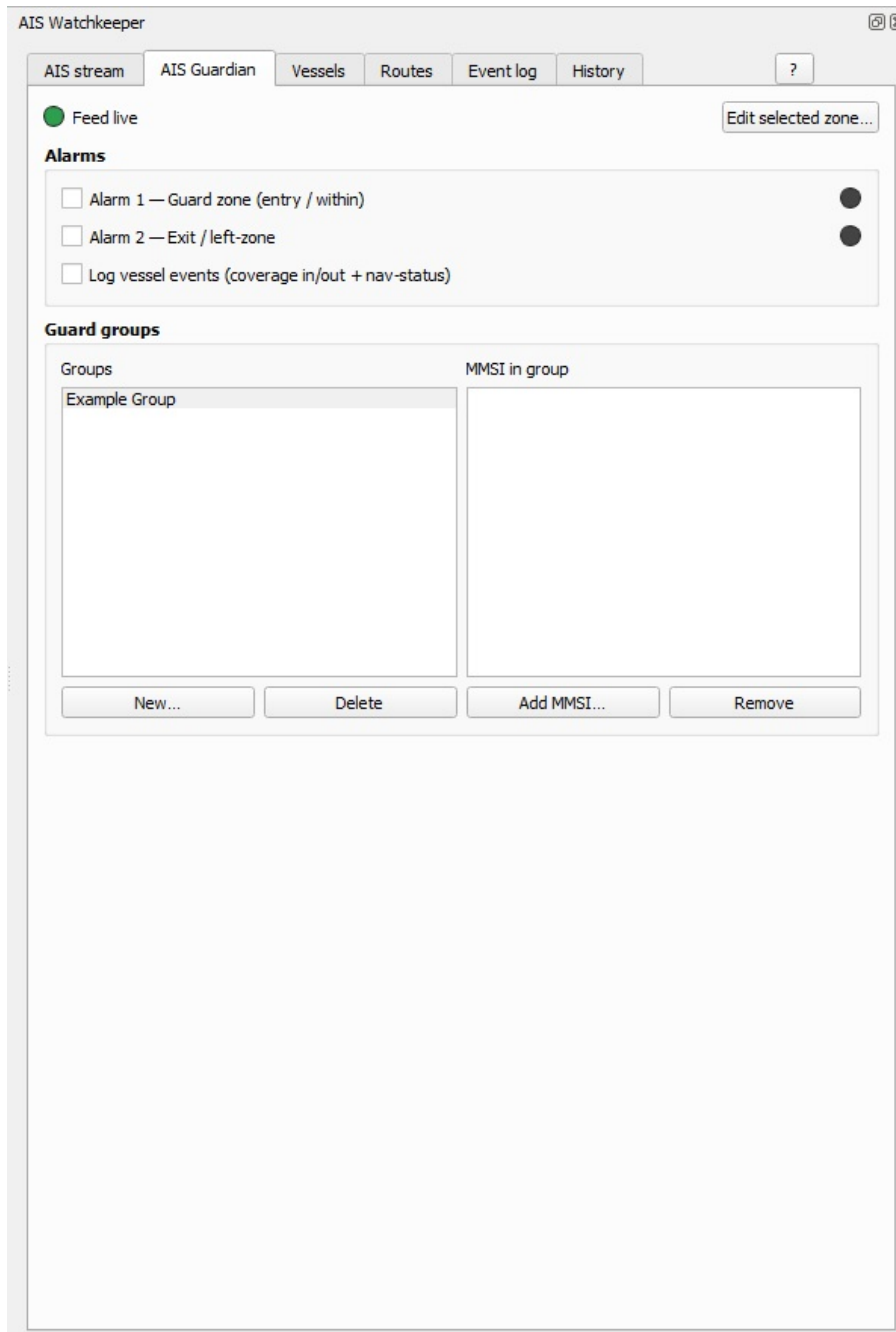 AIS Watchkeeper
AIS stream AIS Guardian Vessels Routes Event log History ?
Feed live Edit selected zone...
Alarms
Alarm 1 — Guard zone (entry / within)
Alarm 2 — Exit / left-zone
Log vessel events (coverage in/out + nav-status)
Guard groups
Groups MMSI in group
Example Group
New... Delete Add MMSI... Remove